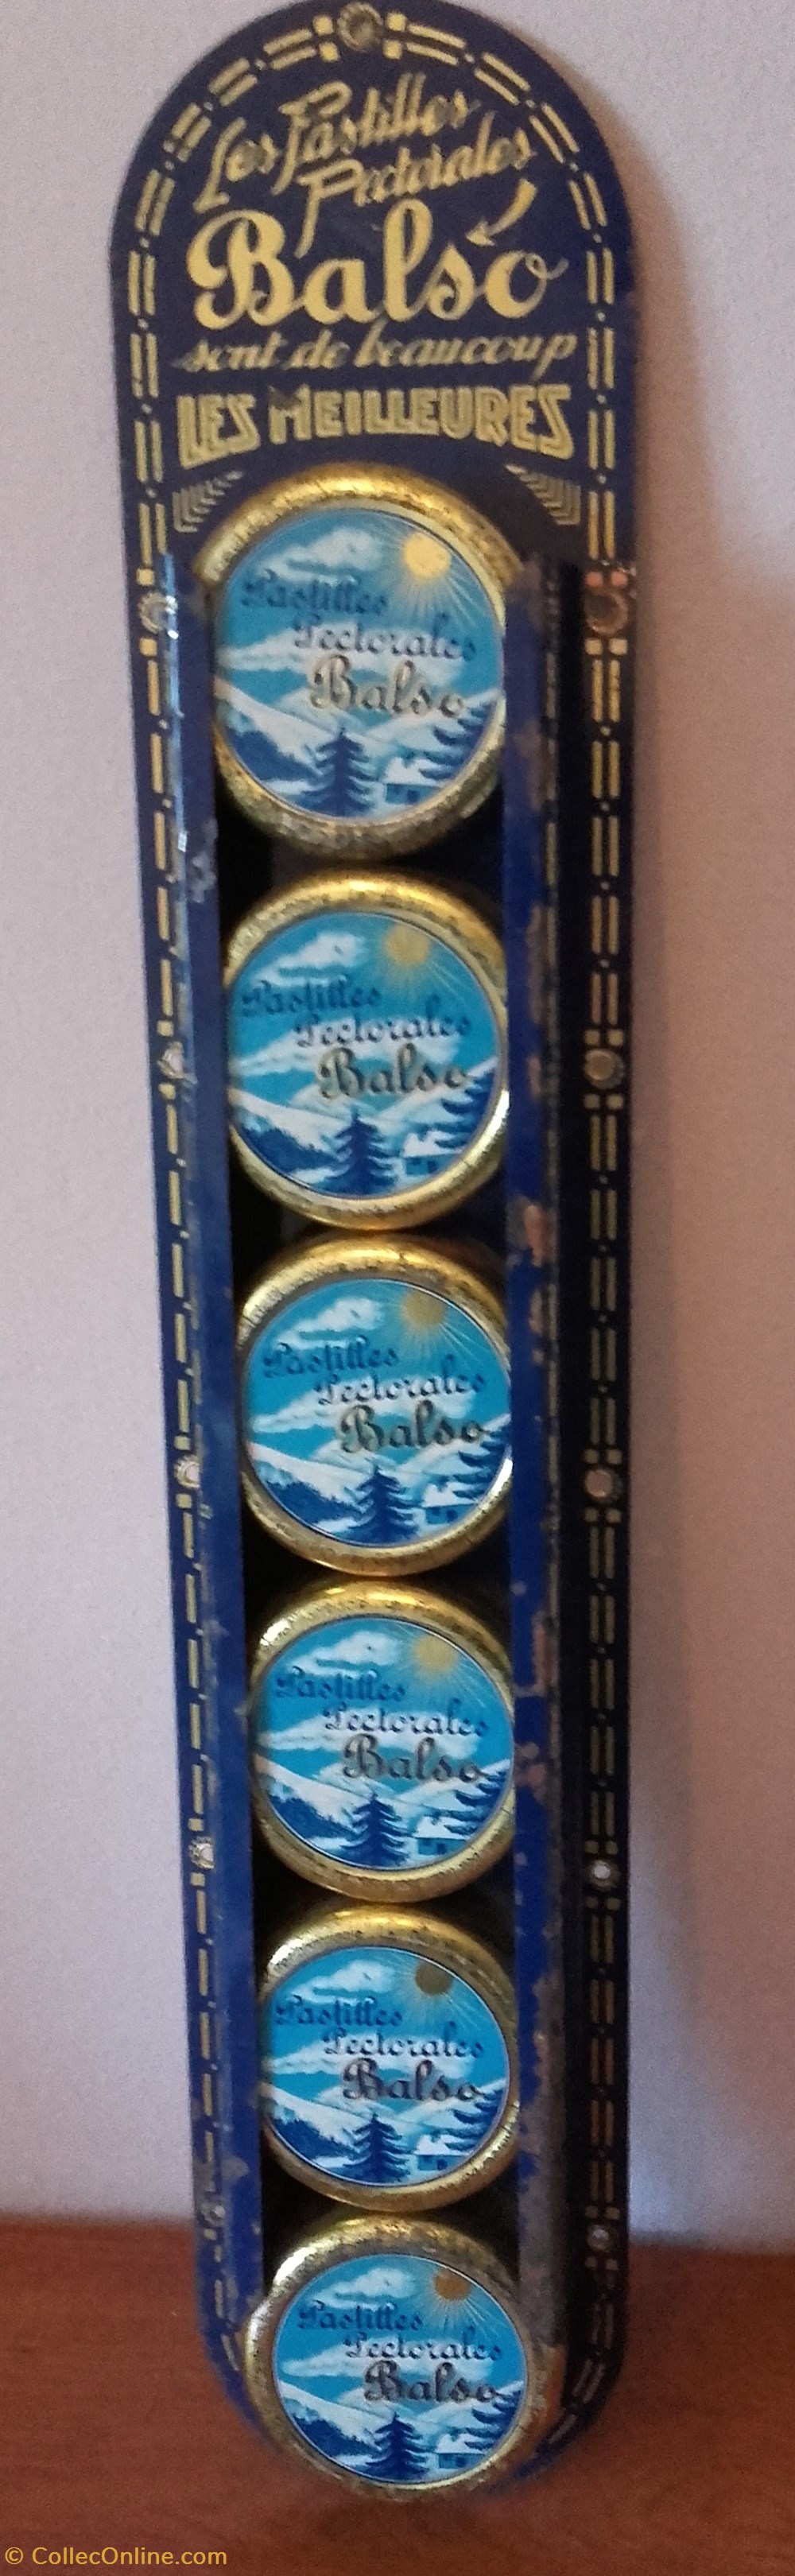 Les Pastilles
Pectorales
Balso
sont de beaucoup
LES MEILLEURES
Pastilles
Pectorales
Balso
Pastilles
Pectorales
Balso
Pastilles
Pectorales
Balso
Pastilles
Pectorales
Balso
Pastilles
Pectorales
Balso
Pastilles
Pectorales
Balso
© CollecOnline.com